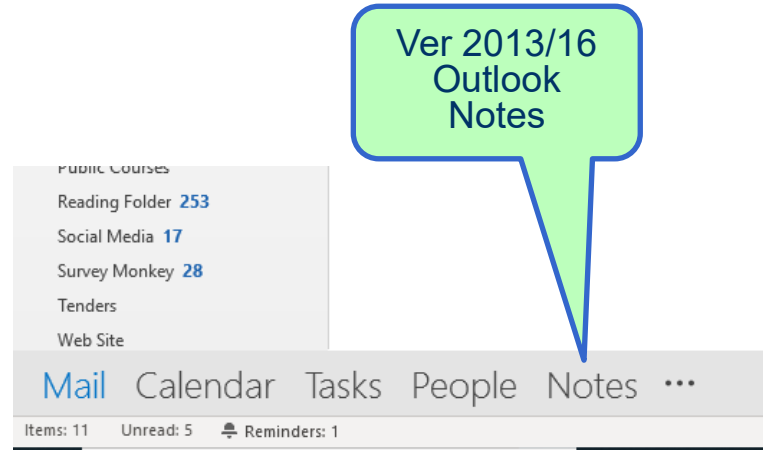 Ver 2013/16
Outlook
Notes
Public Courses
Reading Folder 253
Social Media 17
Survey Monkey 28
Tenders
Web Site
Mail Calendar Tasks People Notes •••
Items: 11 Unread: 5 Reminders: 1